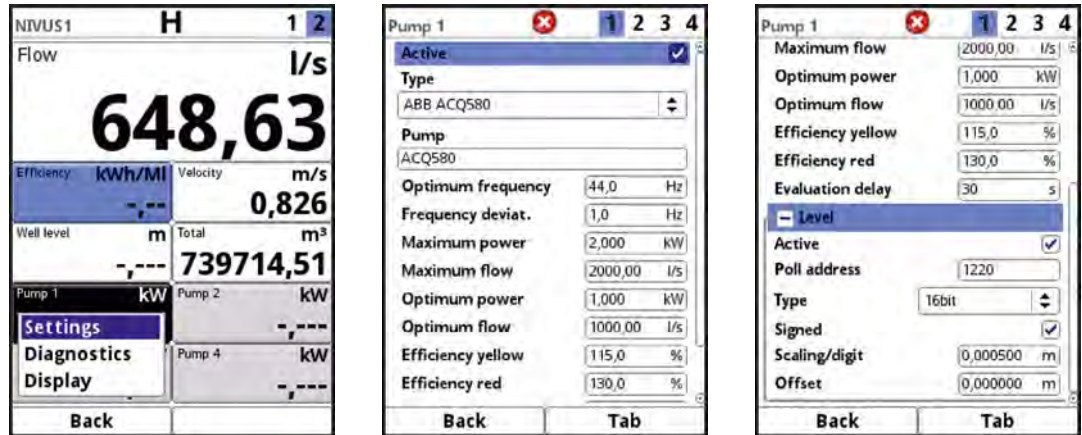 NIVUS1 H 1 2
Flow l/s
648,63
Efficiency kWh/Ml Velocity m/s
-,-- 0,826
Well level m Total m³
-,--- 739714,51
Pump 1 kW Pump 2 kW
Settings -,---
Diagnostics Pump 4 kW
Display -,---
Back
Pump 1 1 2 3 4
Active
Type
ABB ACQ580
Pump
ACQ580
Optimum frequency 44,0 Hz
Frequency deviat. 1,0 Hz
Maximum power 2,000 kW
Maximum flow 2000,00 l/s
Optimum power 1,000 kW
Optimum flow 1000,00 l/s
Efficiency yellow 115,0 %
Efficiency red 130,0 %
Back Tab
Pump 1 1 2 3 4
Maximum flow 2000,00 l/s
Optimum power 1,000 kW
Optimum flow 1000,00 l/s
Efficiency yellow 115,0 %
Efficiency red 130,0 %
Evaluation delay 30 s
Level
Active
Poll address 1220
Type 16bit
Signed
Scaling/digit 0,000500 m
Offset 0,000000 m
Back Tab